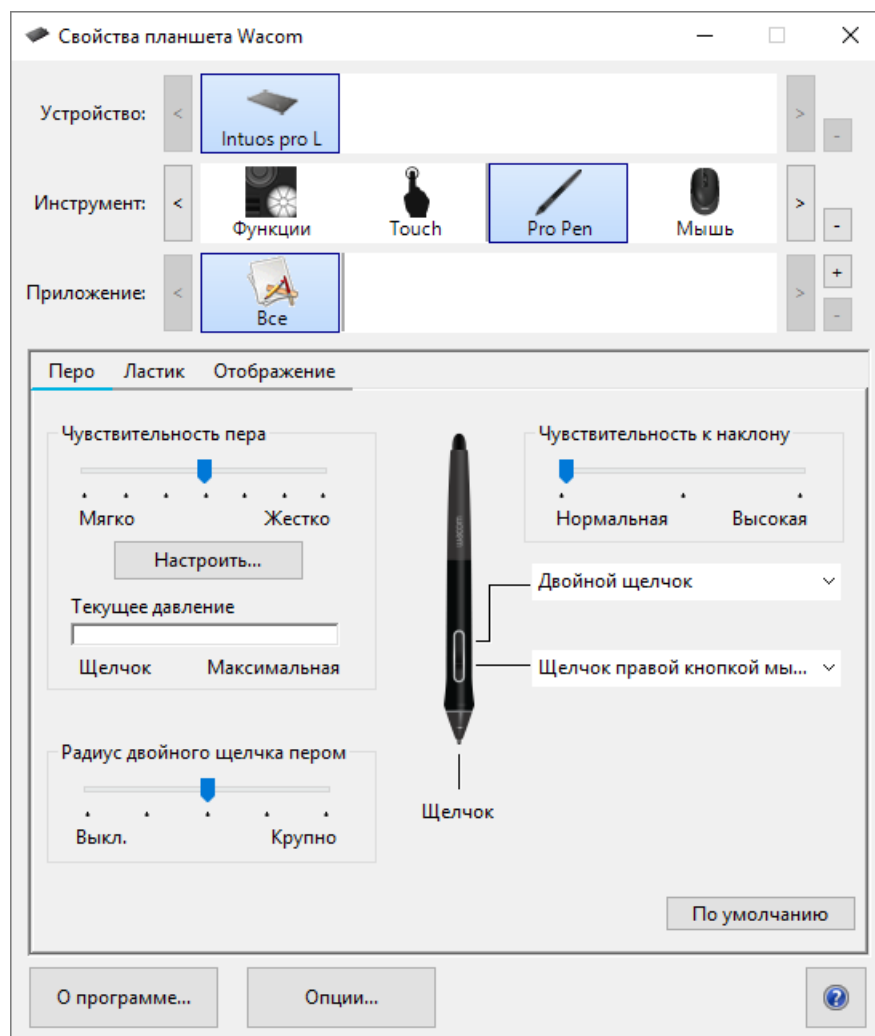 Свойства планшета Wacom
Устройство:
<
Intuos pro L
>
-
Инструмент:
<
Функции
Touch
Pro Pen
Мышь
>
-
Приложение:
<
Все
>
+
-
Перо Ластик Отображение
Чувствительность пера
Мягко Жестко
Настроить...
Текущее давление
Щелчок Максимальная
Чувствительность к наклону
Нормальная Высокая
wacom
Двойной щелчок
Щелчок правой кнопкой мы...
Радиус двойного щелчка пером
Выкл. Крупно
Щелчок
По умолчанию
О программе... Опции... ?